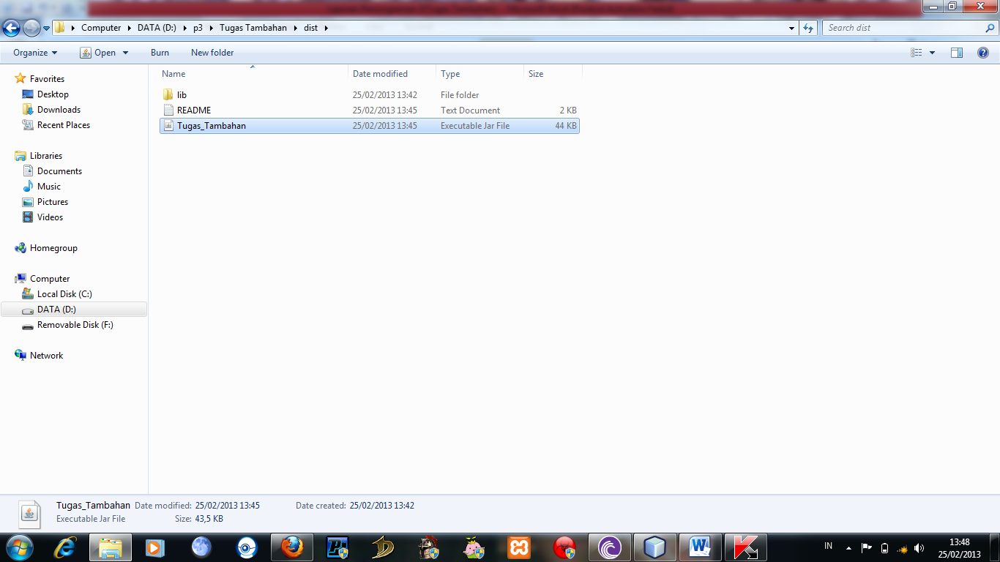 Computer DATA (D:) p3 Tugas Tambahan dist Search dist
Organize Open Burn New folder
Name Date modified Type Size
lib 25/02/2013 13:42 File folder
README 25/02/2013 13:45 Text Document 2 KB
Tugas_Tambahan 25/02/2013 13:45 Executable Jar File 44 KB
Favorites
Desktop
Downloads
Recent Places
Libraries
Documents
Music
Pictures
Videos
Homegroup
Computer
Local Disk (C:)
DATA (D:)
Removable Disk (F:)
Network
Tugas_Tambahan Date modified: 25/02/2013 13:45 Date created: 25/02/2013 13:42
Executable Jar File Size: 43,5 KB
IN 13:48
25/02/2013